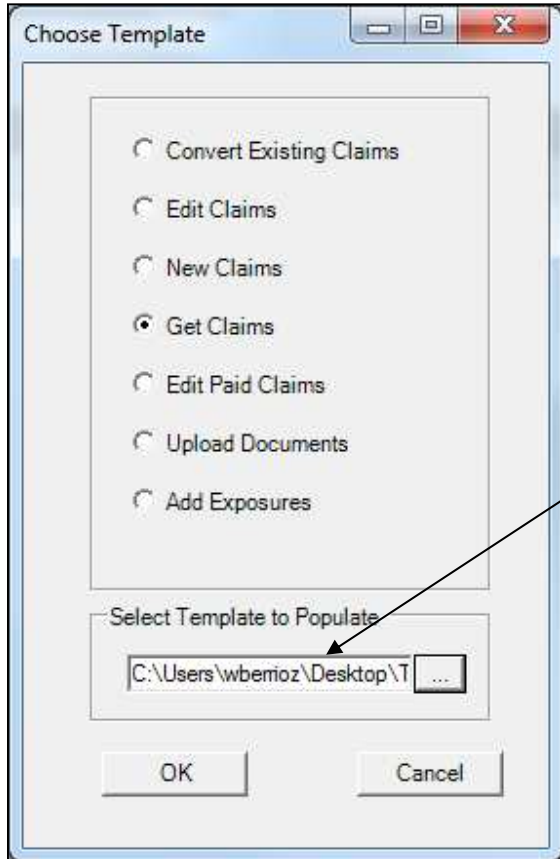 Choose Template
Convert Existing Claims
Edit Claims
New Claims
Get Claims
Edit Paid Claims
Upload Documents
Add Exposures
Select Template to Populate
C:\Users\wberrioz\Desktop\T ...
OK Cancel